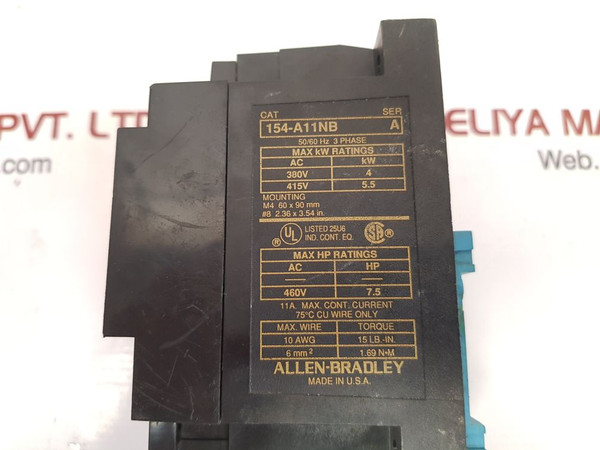 CAT SER
154-A11NB A
50/60 Hz 3 PHASE
MAX kW RATINGS
AC kW
380V 4
415V 5.5
MOUNTING
M4 60 x 90 mm
#8 2.36 x 3.54 in.
UL LISTED 25U6
IND. CONT. EQ. SA
MAX HP RATINGS
AC HP
460V 7.5
11A. MAX. CONT. CURRENT
75°C CU WIRE ONLY
MAX. WIRE TORQUE
10 AWG 15 LB.-IN.
6 mm² 1.69 N•M
ALLEN-BRADLEY
MADE IN U.S.A.
PVT. LTD
ELIYA M
Web.